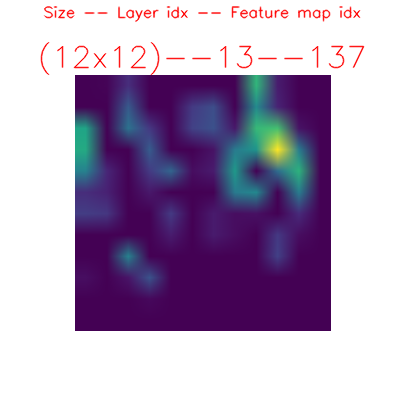 Size -- Layer idx -- Feature map idx
(12x12)--13--137